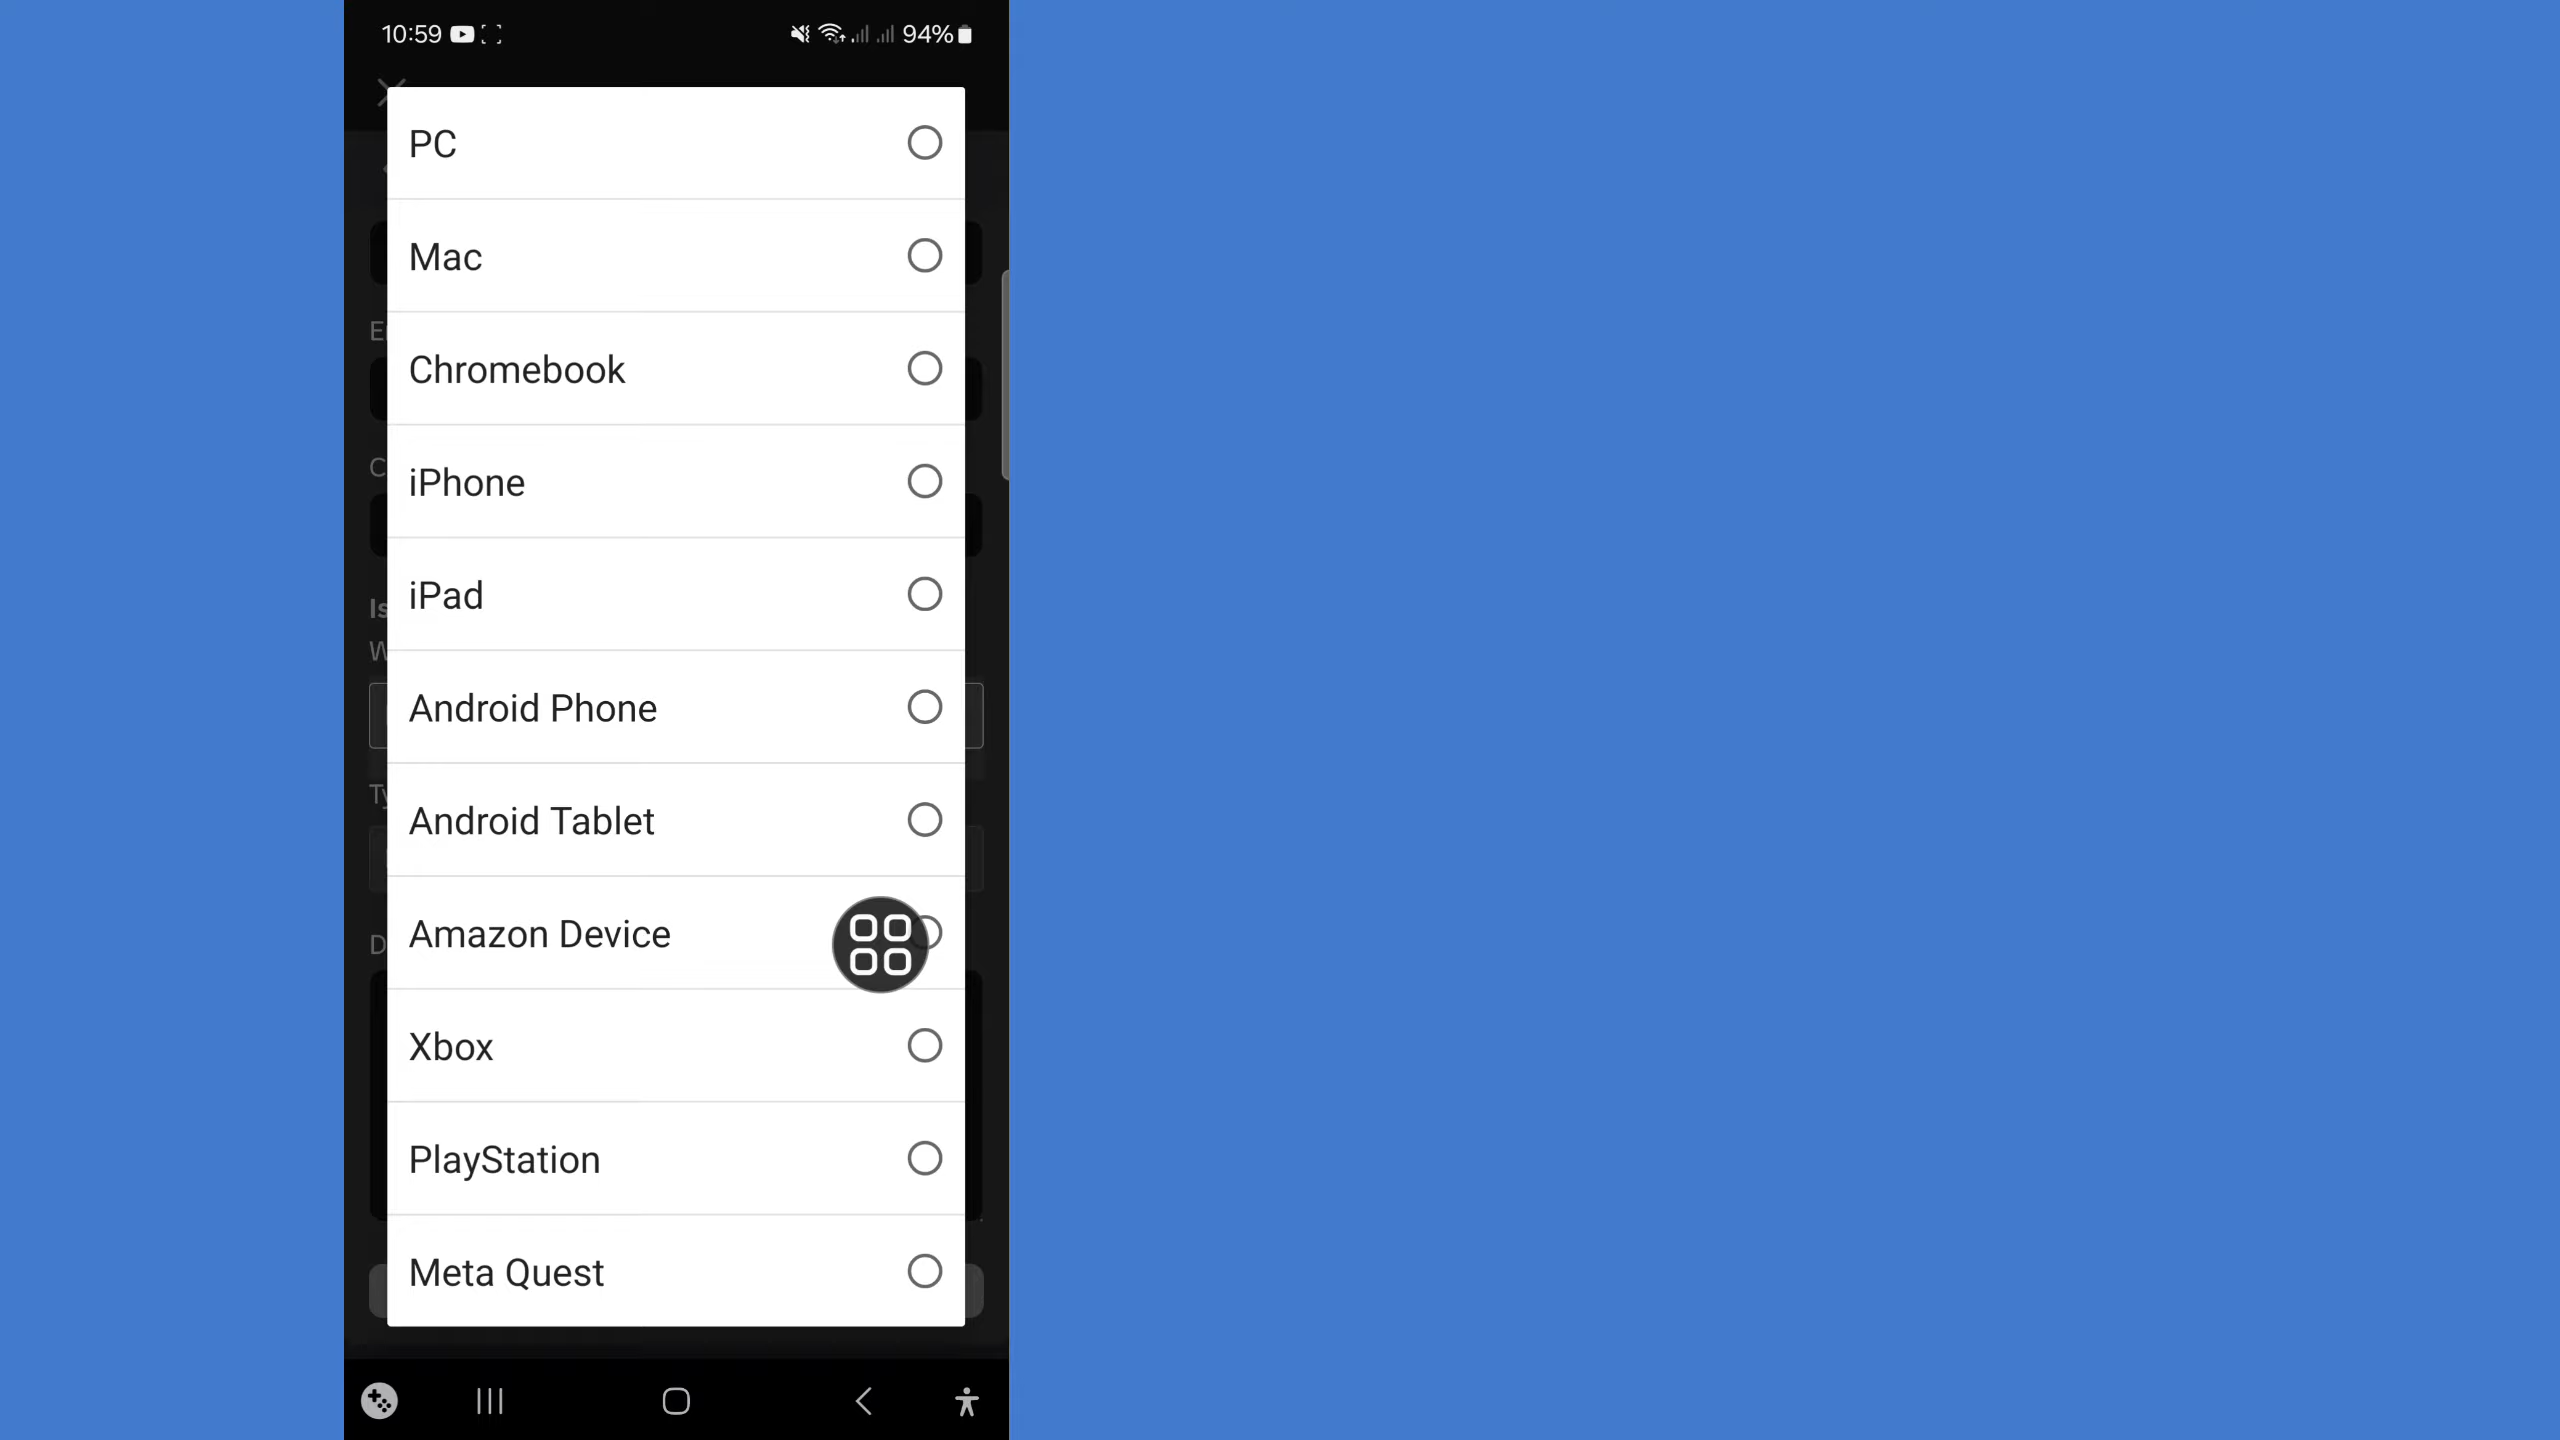 10:59
94%
PC
Mac
Chromebook
iPhone
iPad
Android Phone
Android Tablet
Amazon Device
Xbox
PlayStation
Meta Quest